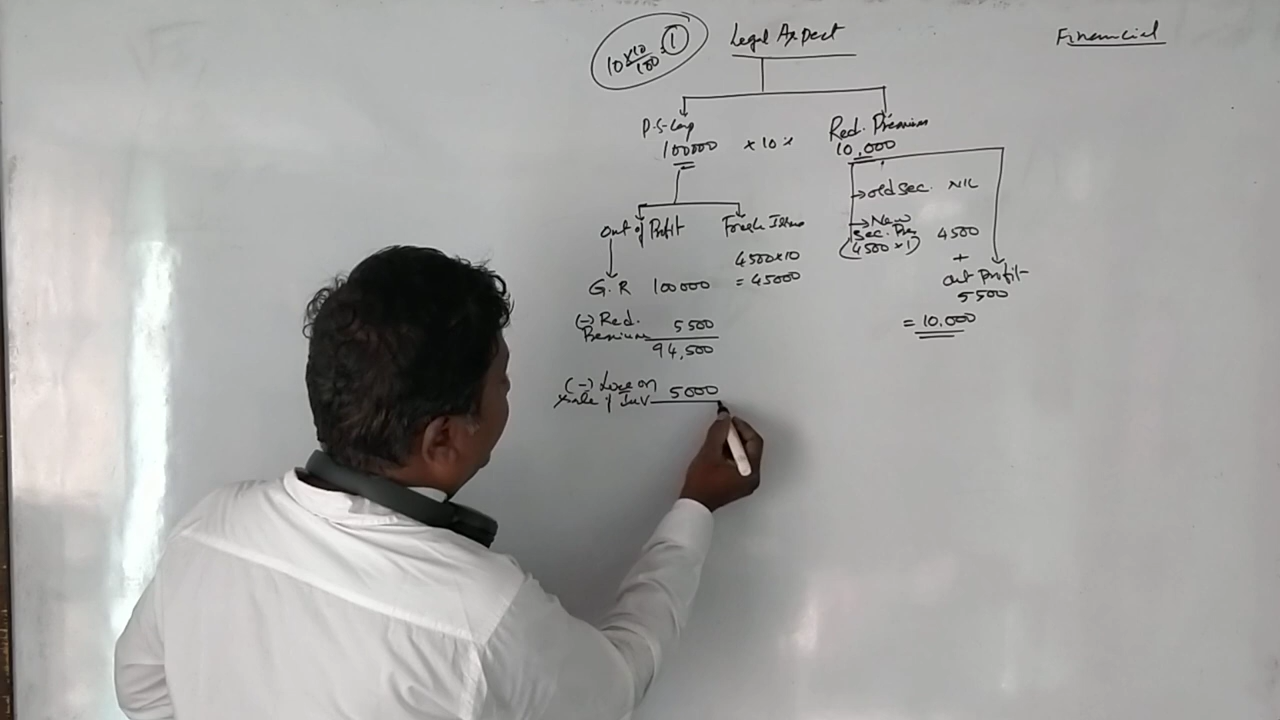 10×10/100 = 1
Legal Aspect
Financial
P.S. Cap
100000 × 10%
Red. Premium
10,000
Out of Profit
Fresh Issue
4500×10
= 45000
G.R 100000
(-) Red.
Premium 5500
94,500
(-) Loss on
Sale of Inv 5000
→ old sec. NIL
→ New
Sec. Pre 4500
(4500×1)
+
out Profit
5500
= 10,000